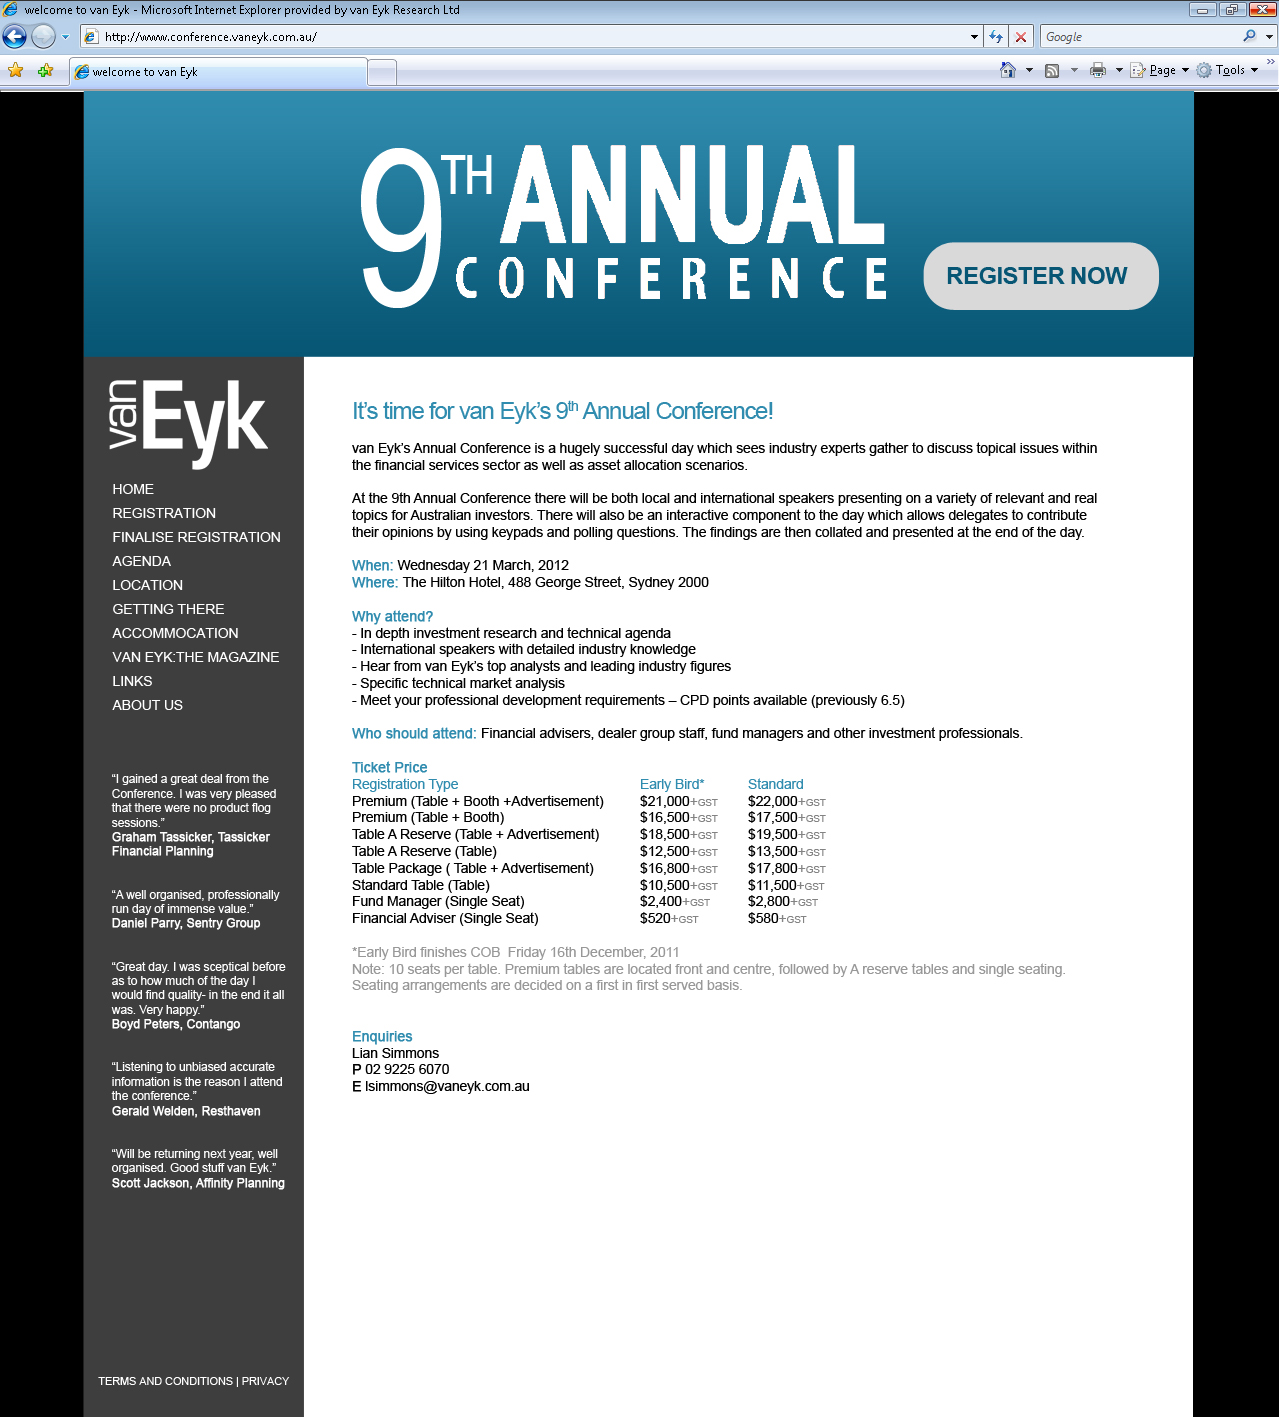 welcome to van Eyk - Microsoft Internet Explorer provided by van Eyk Research Ltd
http://www.conference.vaneyk.com.au/
Google
welcome to van Eyk
Page
Tools
9TH ANNUAL
CONFERENCE
REGISTER NOW
van Eyk
HOME
REGISTRATION
FINALISE REGISTRATION
AGENDA
LOCATION
GETTING THERE
ACCOMMOCATION
VAN EYK:THE MAGAZINE
LINKS
ABOUT US
“I gained a great deal from the
Conference. I was very pleased
that there were no product flog
sessions.”
Graham Tassicker, Tassicker
Financial Planning
“A well organised, professionally
run day of immense value.”
Daniel Parry, Sentry Group
“Great day. I was sceptical before
as to how much of the day I
would find quality- in the end it all
was. Very happy.”
Boyd Peters, Contango
“Listening to unbiased accurate
information is the reason I attend
the conference.”
Gerald Welden, Resthaven
“Will be returning next year, well
organised. Good stuff van Eyk.”
Scott Jackson, Affinity Planning
TERMS AND CONDITIONS | PRIVACY
It’s time for van Eyk’s 9th Annual Conference!
van Eyk’s Annual Conference is a hugely successful day which sees industry experts gather to discuss topical issues within
the financial services sector as well as asset allocation scenarios.
At the 9th Annual Conference there will be both local and international speakers presenting on a variety of relevant and real
topics for Australian investors. There will also be an interactive component to the day which allows delegates to contribute
their opinions by using keypads and polling questions. The findings are then collated and presented at the end of the day.
When: Wednesday 21 March, 2012
Where: The Hilton Hotel, 488 George Street, Sydney 2000
Why attend?
- In depth investment research and technical agenda
- International speakers with detailed industry knowledge
- Hear from van Eyk’s top analysts and leading industry figures
- Specific technical market analysis
- Meet your professional development requirements – CPD points available (previously 6.5)
Who should attend: Financial advisers, dealer group staff, fund managers and other investment professionals.
Ticket Price
Registration Type Early Bird* Standard
Premium (Table + Booth +Advertisement) $21,000+GST $22,000+GST
Premium (Table + Booth) $16,500+GST $17,500+GST
Table A Reserve (Table + Advertisement) $18,500+GST $19,500+GST
Table A Reserve (Table) $12,500+GST $13,500+GST
Table Package ( Table + Advertisement) $16,800+GST $17,800+GST
Standard Table (Table) $10,500+GST $11,500+GST
Fund Manager (Single Seat) $2,400+GST $2,800+GST
Financial Adviser (Single Seat) $520+GST $580+GST
*Early Bird finishes COB  Friday 16th December, 2011
Note: 10 seats per table. Premium tables are located front and centre, followed by A reserve tables and single seating.
Seating arrangements are decided on a first in first served basis.
Enquiries
Lian Simmons
P 02 9225 6070
E lsimmons@vaneyk.com.au